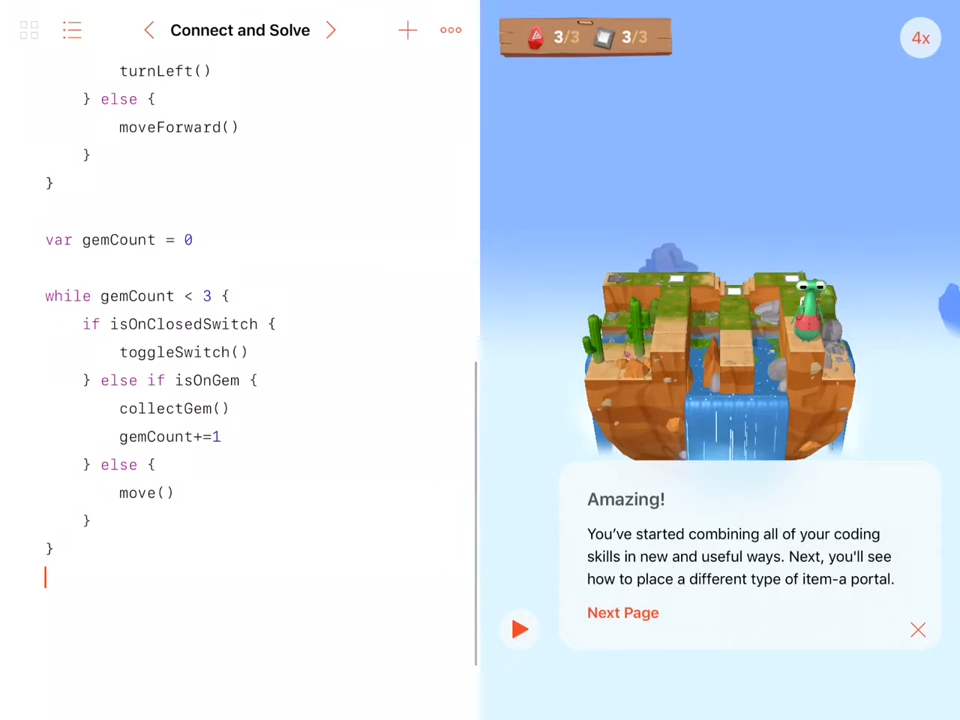 Connect and Solve
turnLeft()
} else {
moveForward()
}
}
var gemCount = 0
while gemCount < 3 {
if isOnClosedSwitch {
toggleSwitch()
} else if isOnGem {
collectGem()
gemCount+=1
} else {
move()
}
}
3/3 3/3
4x
Amazing!
You’ve started combining all of your coding
skills in new and useful ways. Next, you'll see
how to place a different type of item-a portal.
Next Page